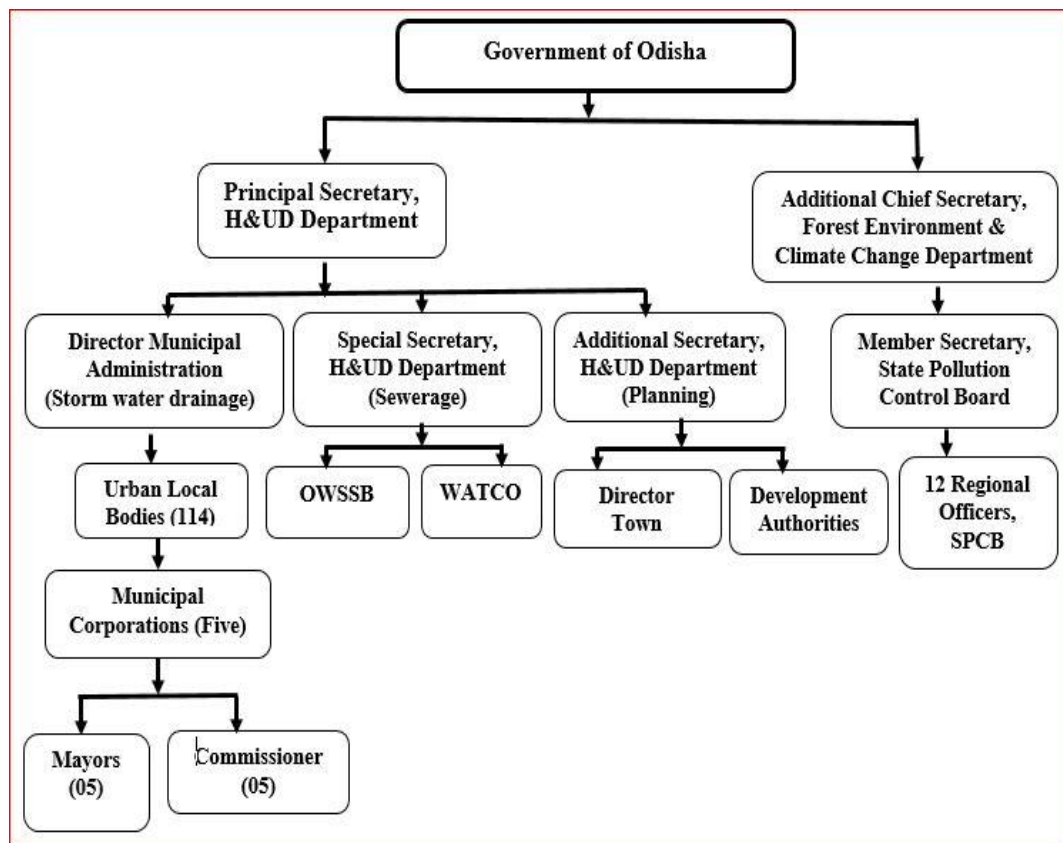 Government of Odisha
Principal Secretary,
H&UD Department
Additional Chief Secretary,
Forest Environment &
Climate Change Department
Director Municipal
Administration
(Storm water drainage)
Special Secretary,
H&UD Department
(Sewerage)
Additional Secretary,
H&UD Department
(Planning)
Member Secretary,
State Pollution
Control Board
Urban Local
Bodies (114)
OWSSB
WATCO
Director
Town
Development
Authorities
12 Regional
Officers,
SPCB
Municipal
Corporations (Five)
Mayors
(05)
Commissioner
(05)